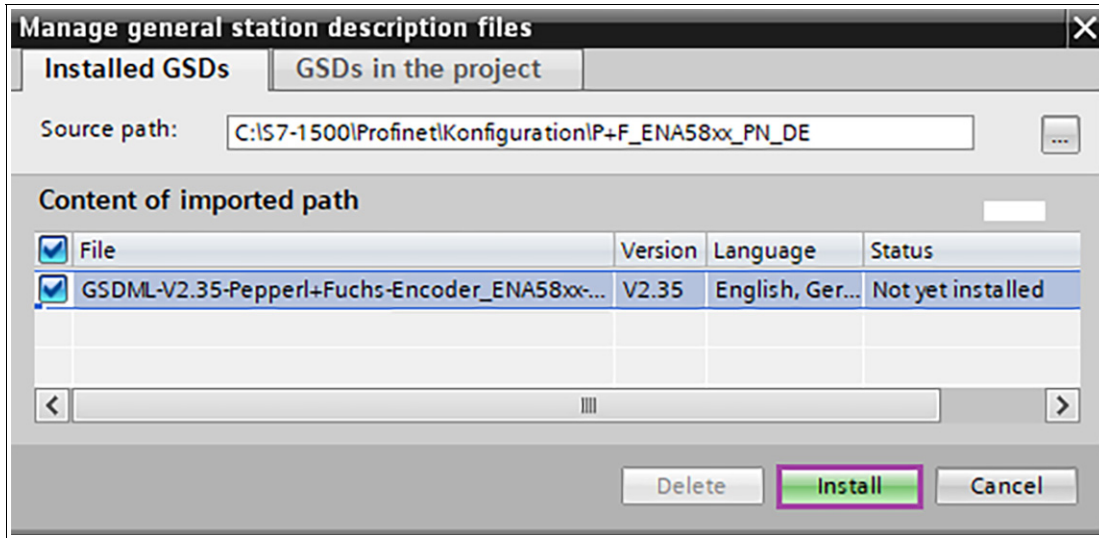 Manage general station description files
Installed GSDs GSDs in the project
Source path: C:\S7-1500\Profinet\Konfiguration\P+F_ENA58xx_PN_DE ...
Content of imported path
File Version Language Status
GSDML-V2.35-Pepperl+Fuchs-Encoder_ENA58xx-... V2.35 English, Ger... Not yet installed
Delete Install Cancel